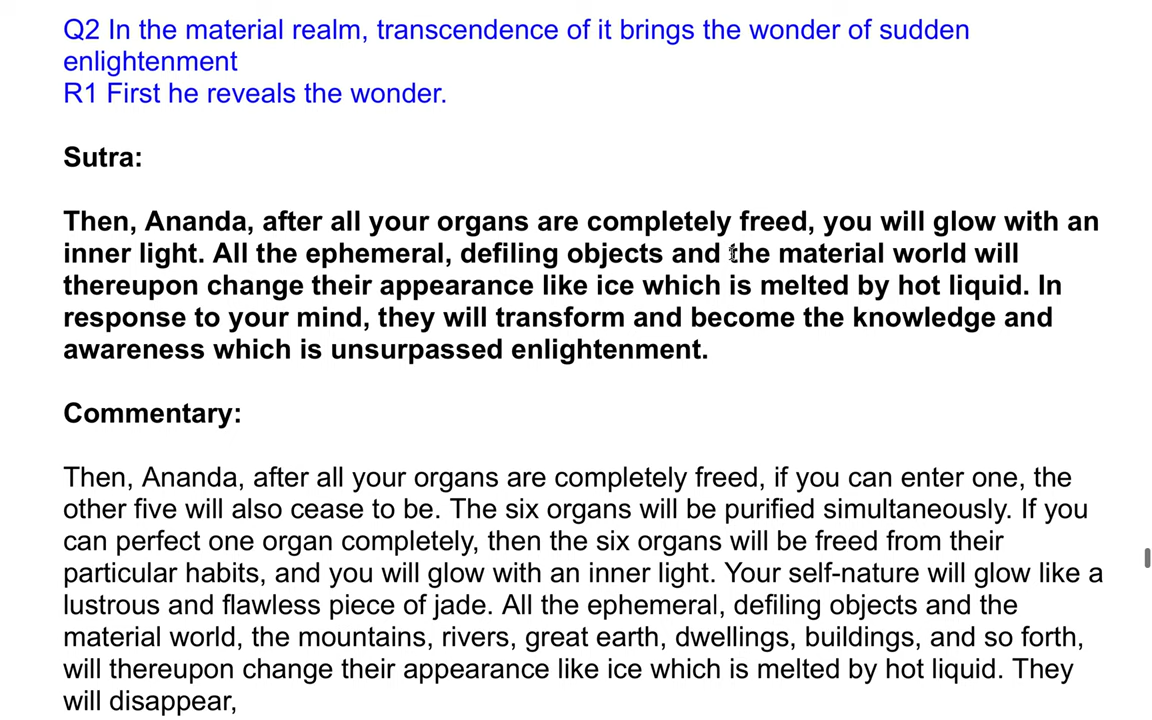 Q2 In the material realm, transcendence of it brings the wonder of sudden
enlightenment
R1 First he reveals the wonder.
Sutra:
Then, Ananda, after all your organs are completely freed, you will glow with an
inner light. All the ephemeral, defiling objects and the material world will
thereupon change their appearance like ice which is melted by hot liquid. In
response to your mind, they will transform and become the knowledge and
awareness which is unsurpassed enlightenment.
Commentary:
Then, Ananda, after all your organs are completely freed, if you can enter one, the
other five will also cease to be. The six organs will be purified simultaneously. If you
can perfect one organ completely, then the six organs will be freed from their
particular habits, and you will glow with an inner light. Your self-nature will glow like a
lustrous and flawless piece of jade. All the ephemeral, defiling objects and the
material world, the mountains, rivers, great earth, dwellings, buildings, and so forth,
will thereupon change their appearance like ice which is melted by hot liquid. They
will disappear,